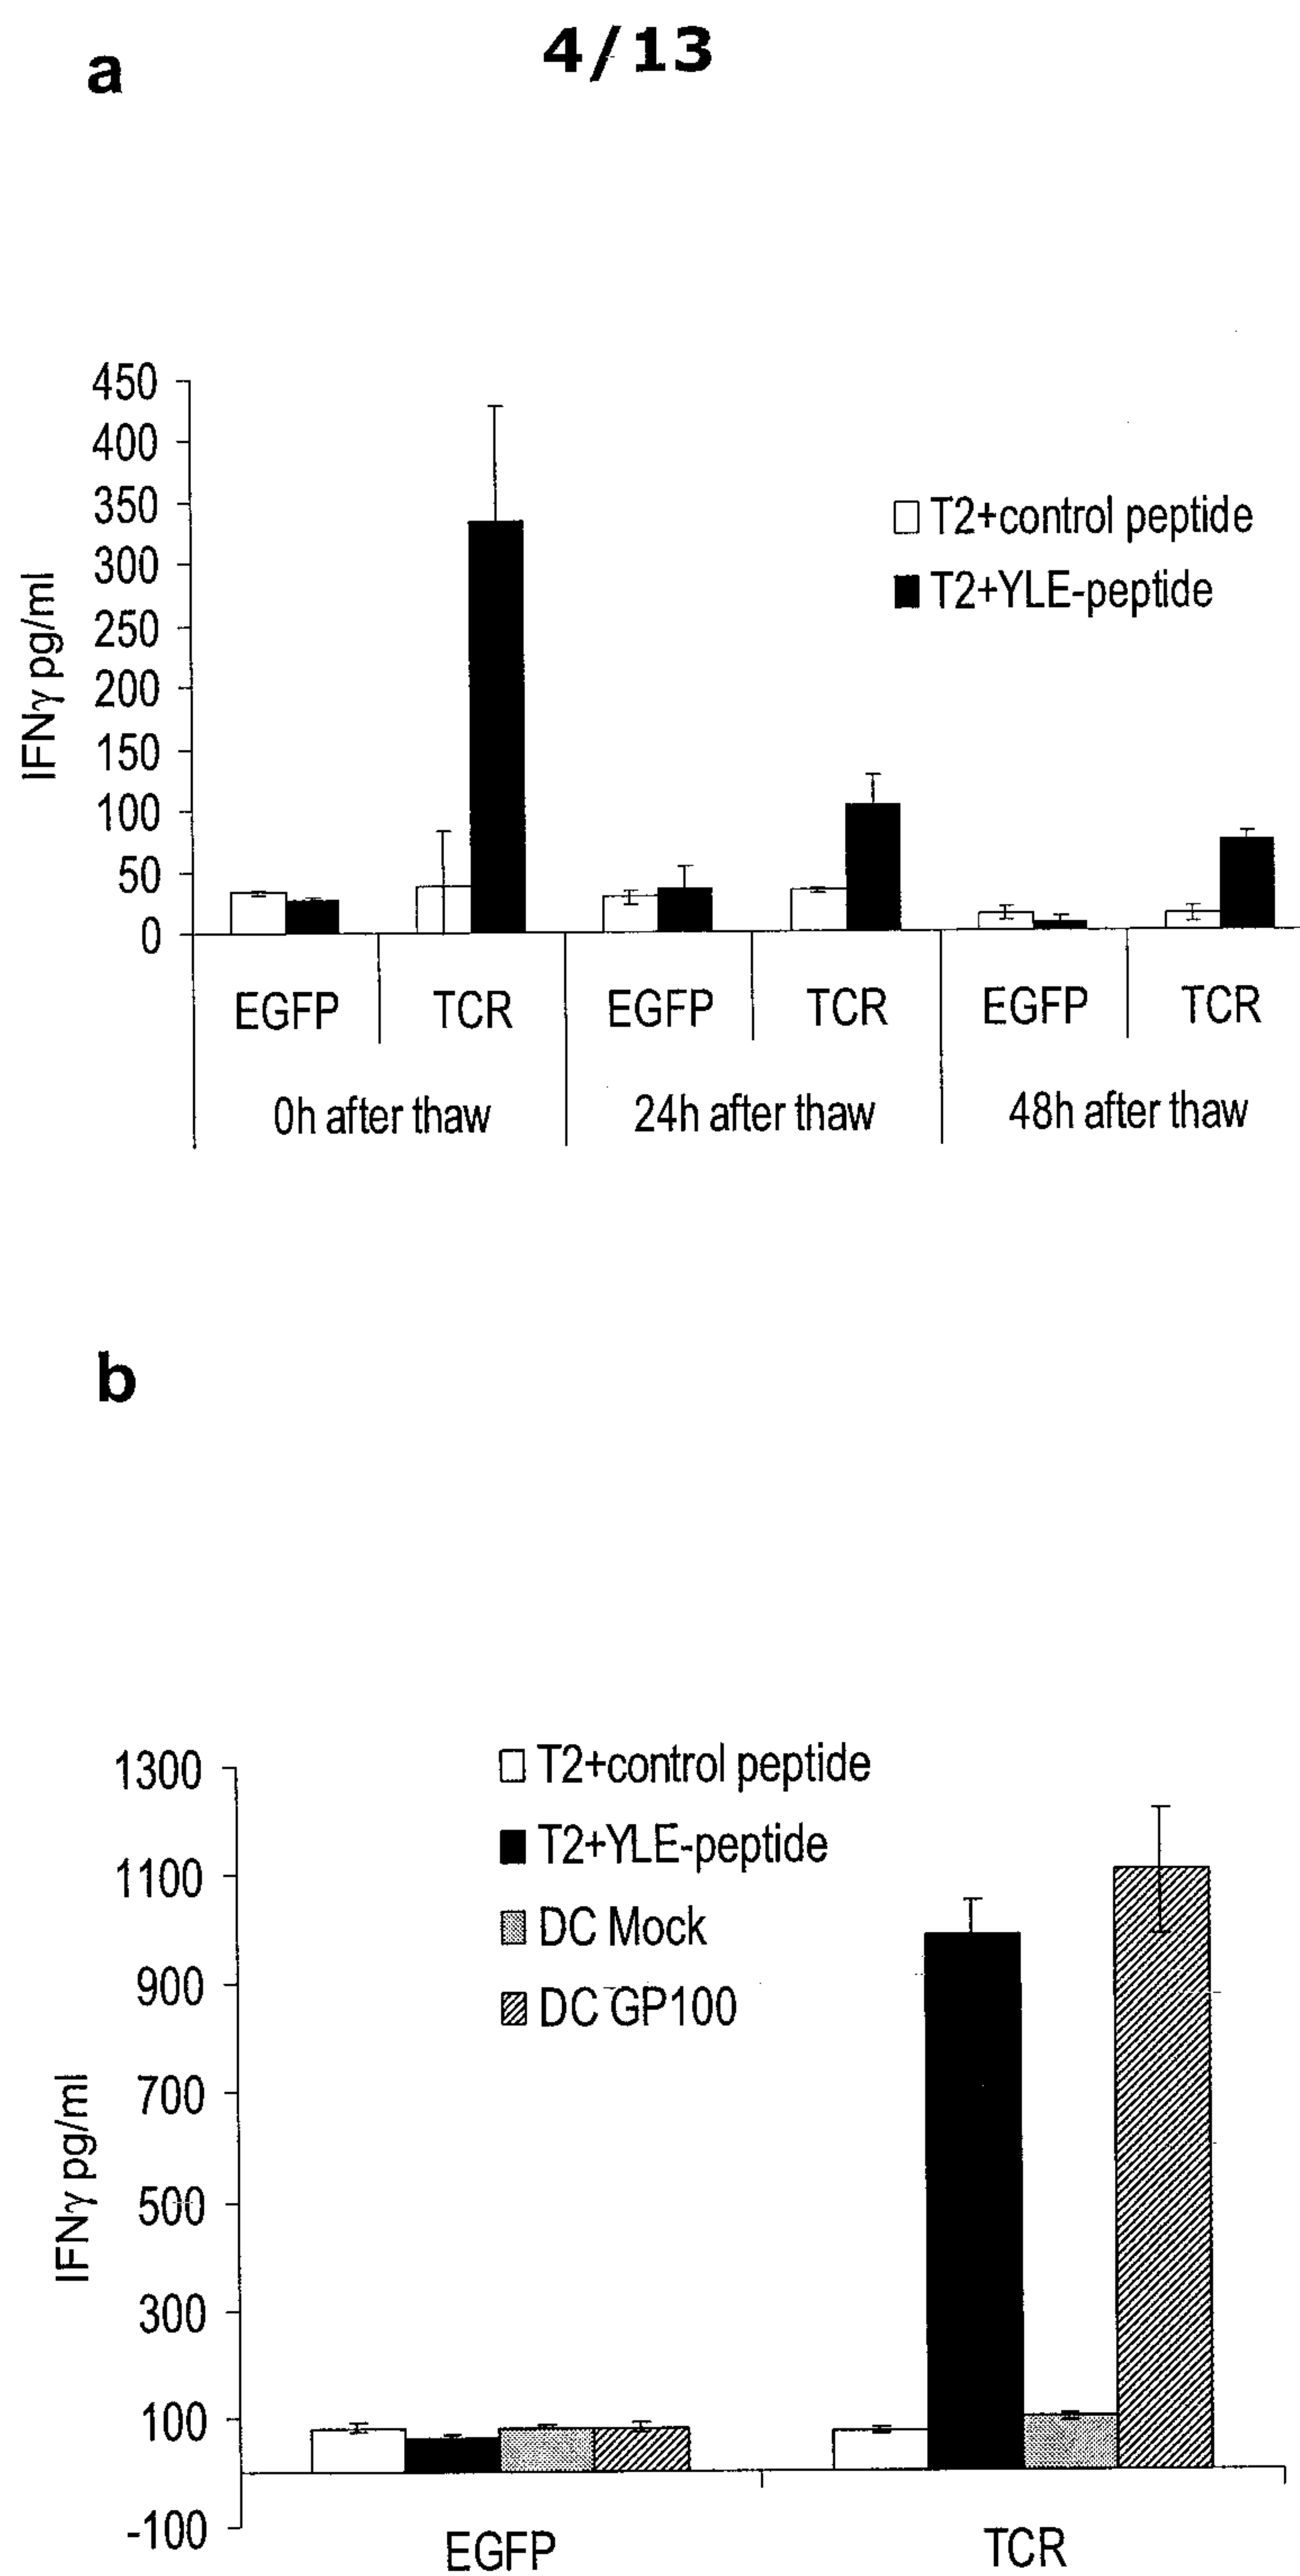 4/13
a
450
400
350
300
250
200
150
100
50
0
IFNγ pg/ml
T2+control peptide
T2+YLE-peptide
EGFP TCR EGFP TCR EGFP TCR
0h after thaw 24h after thaw 48h after thaw
b
1300
1100
900
700
500
300
100
-100
IFNγ pg/ml
T2+control peptide
T2+YLE-peptide
DC Mock
DC GP100
EGFP TCR